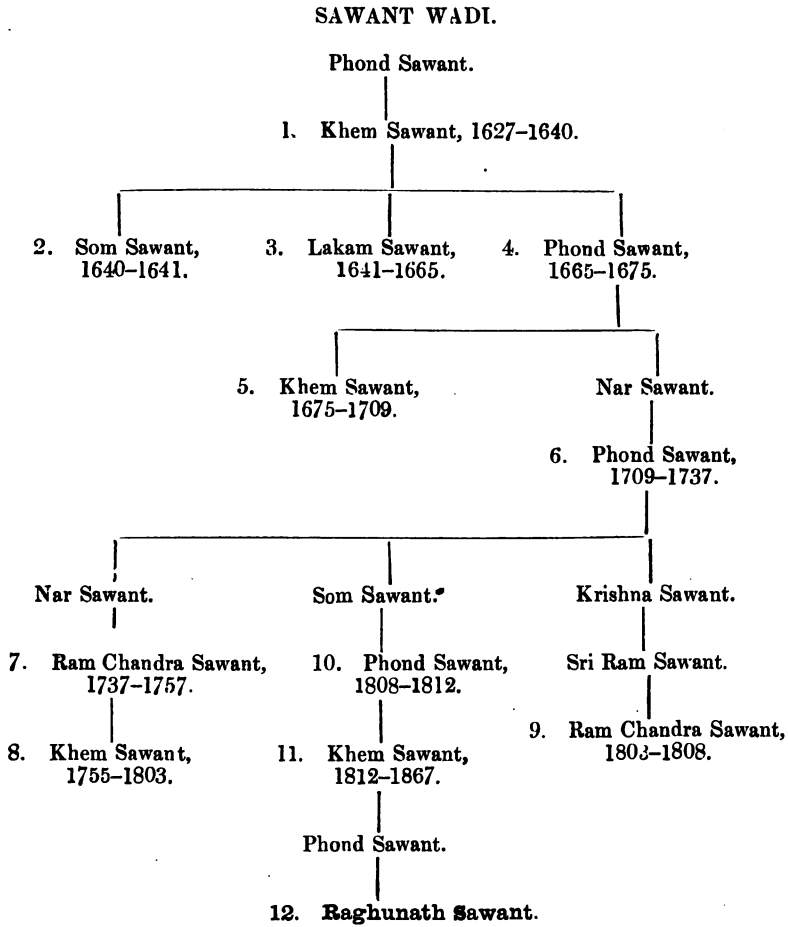 SAWANT WADI.
Phond Sawant.
1. Khem Sawant, 1627–1640.
2. Som Sawant,
1640–1641.
3. Lakam Sawant,
1641–1665.
4. Phond Sawant,
1665–1675.
5. Khem Sawant,
1675–1709.
Nar Sawant.
6. Phond Sawant,
1709–1737.
Nar Sawant.
Som Sawant.
Krishna Sawant.
7. Ram Chandra Sawant,
1737–1757.
10. Phond Sawant,
1808–1812.
Sri Ram Sawant.
8. Khem Sawant,
1755–1803.
11. Khem Sawant,
1812–1867.
9. Ram Chandra Sawant,
1803–1808.
Phond Sawant.
12. Raghunath Sawant.